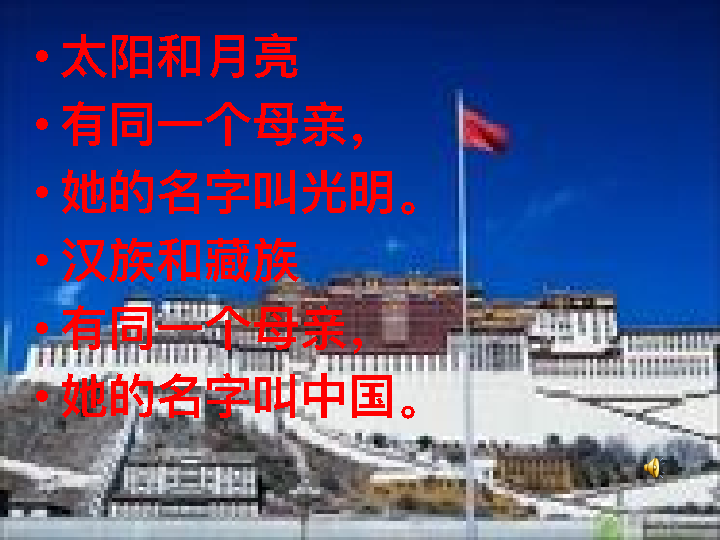 • 太阳和月亮
• 有同一个母亲，
• 她的名字叫光明。
• 汉族和藏族
• 有同一个母亲，
• 她的名字叫中国。